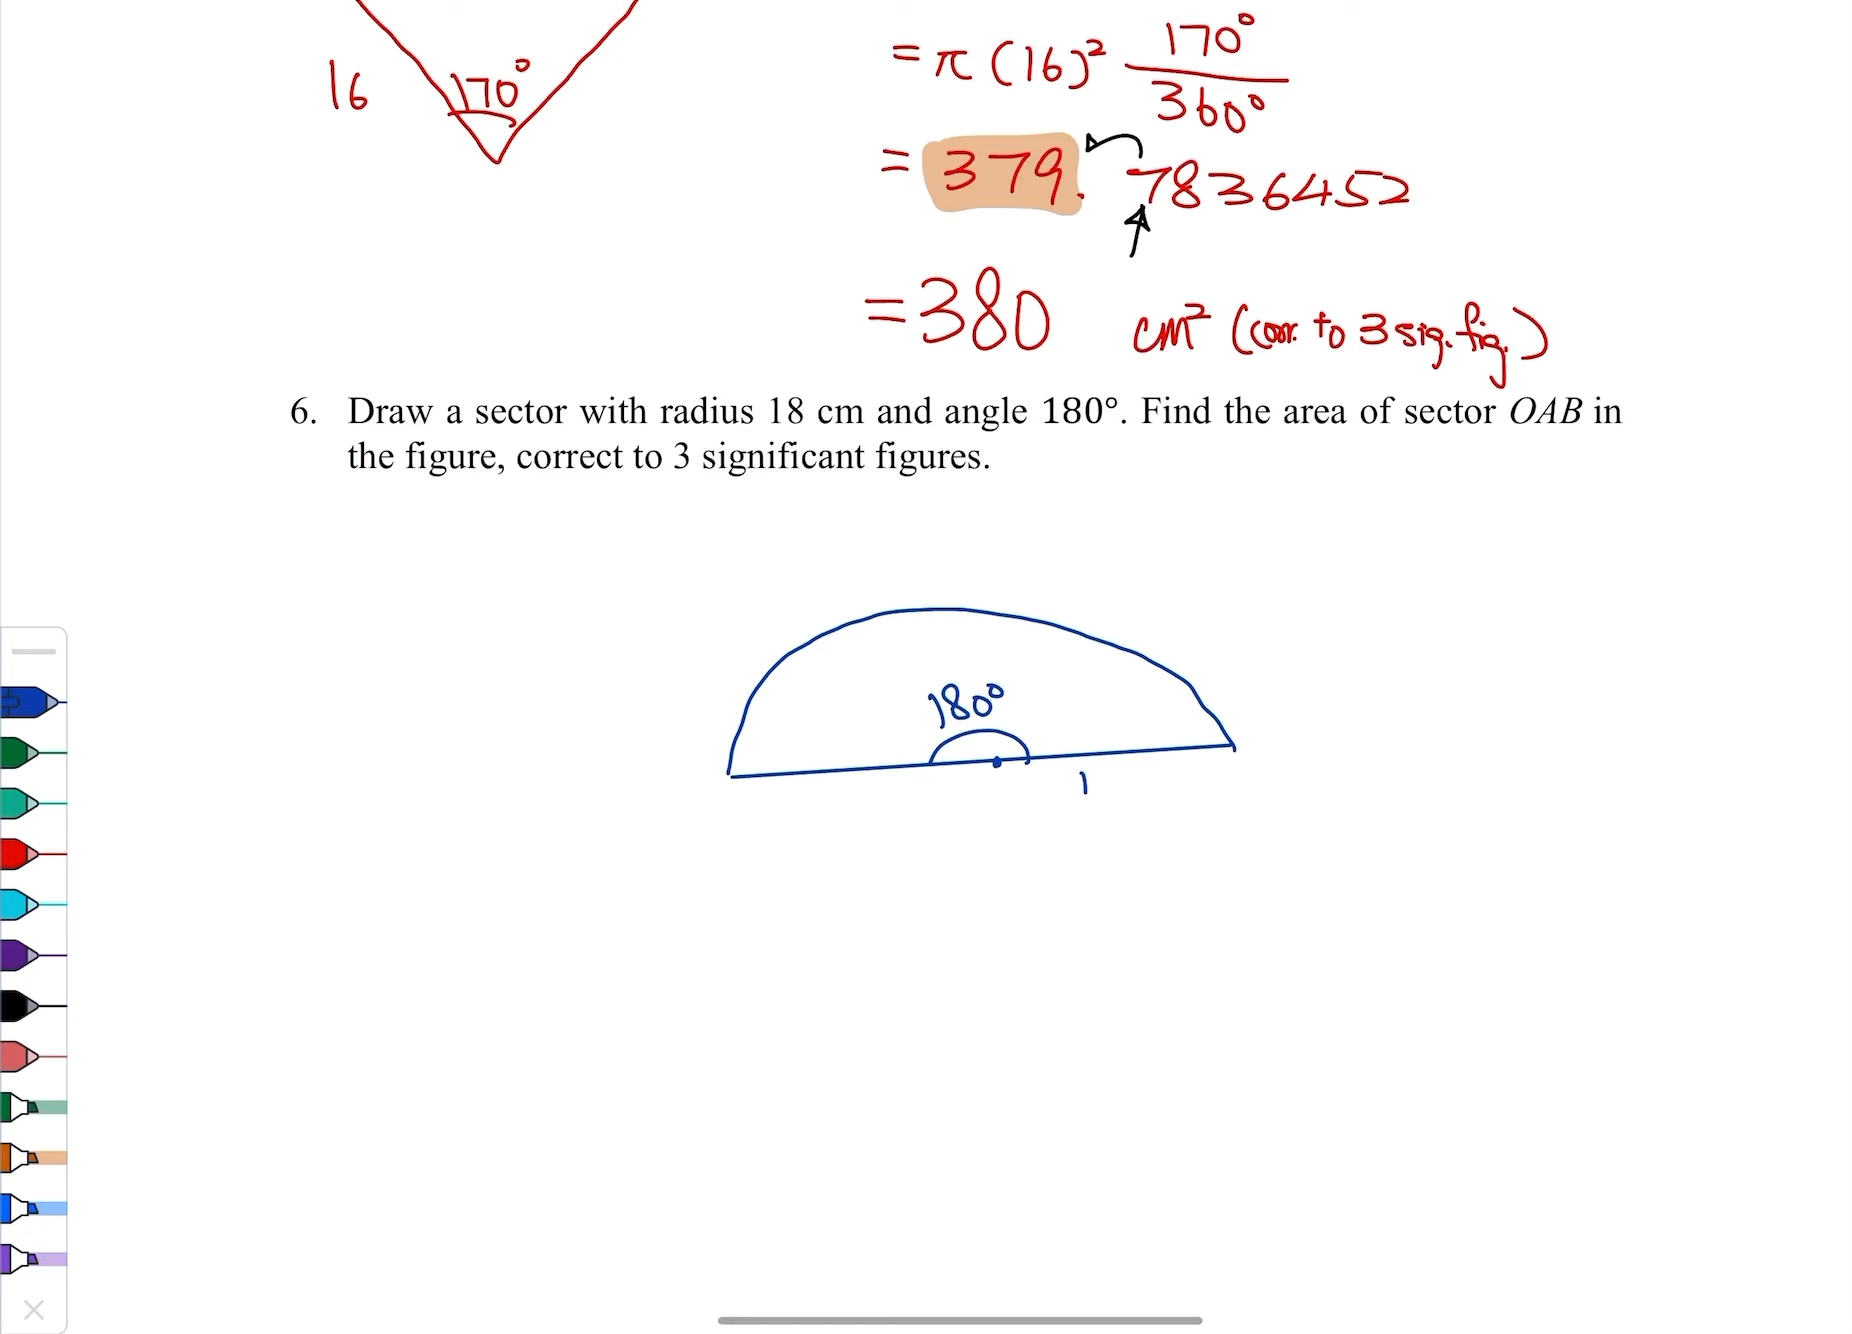 16
170°
= π (16)² 170°/360°
= 379. 7836452
= 380 cm² (corr. to 3 sig. fig.)
6. Draw a sector with radius 18 cm and angle 180°. Find the area of sector OAB in
the figure, correct to 3 significant figures.
180°
1